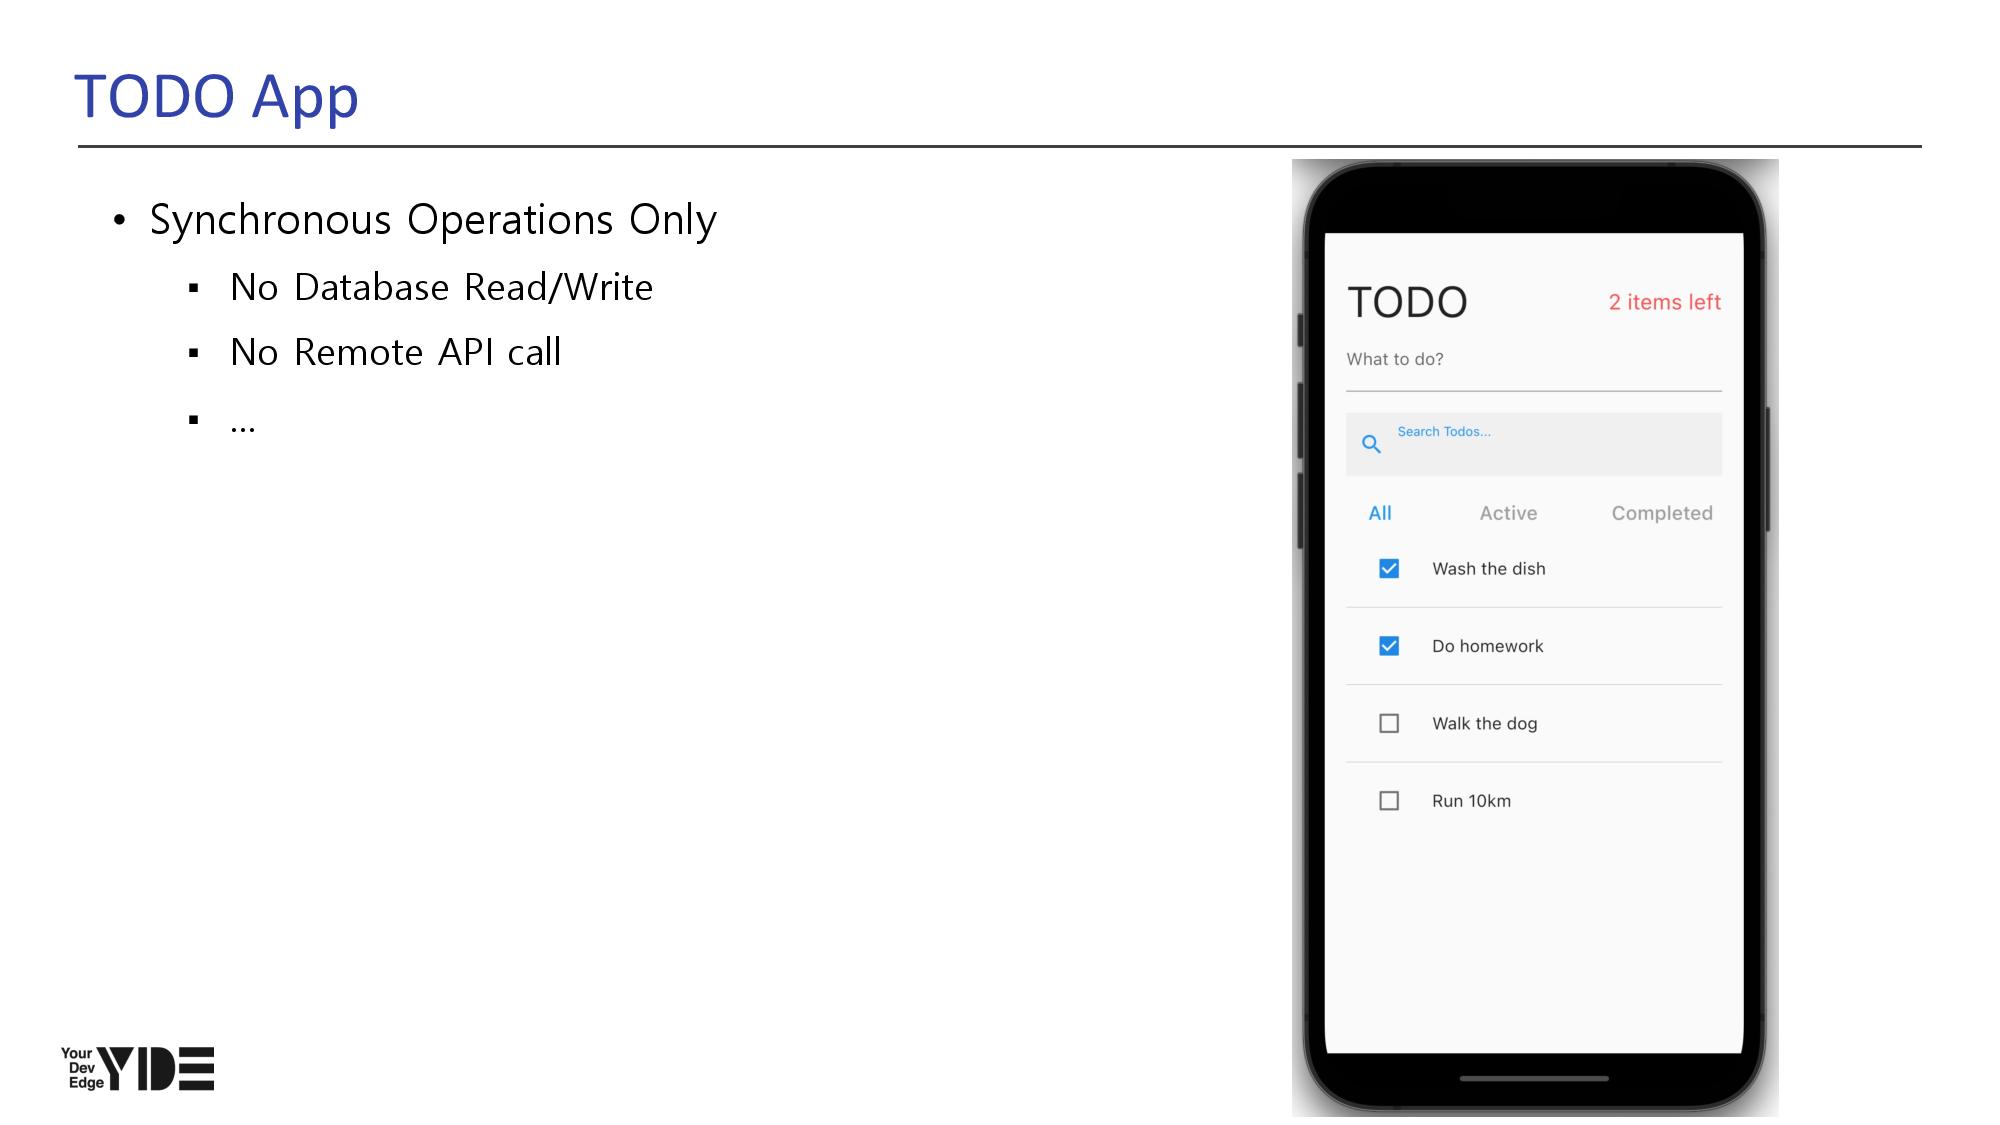 TODO App
• Synchronous Operations Only
▪ No Database Read/Write
▪ No Remote API call
▪ ...
TODO
2 items left
What to do?
Search Todos...
All Active Completed
Wash the dish
Do homework
Walk the dog
Run 10km
Your
Dev
Edge
YDE